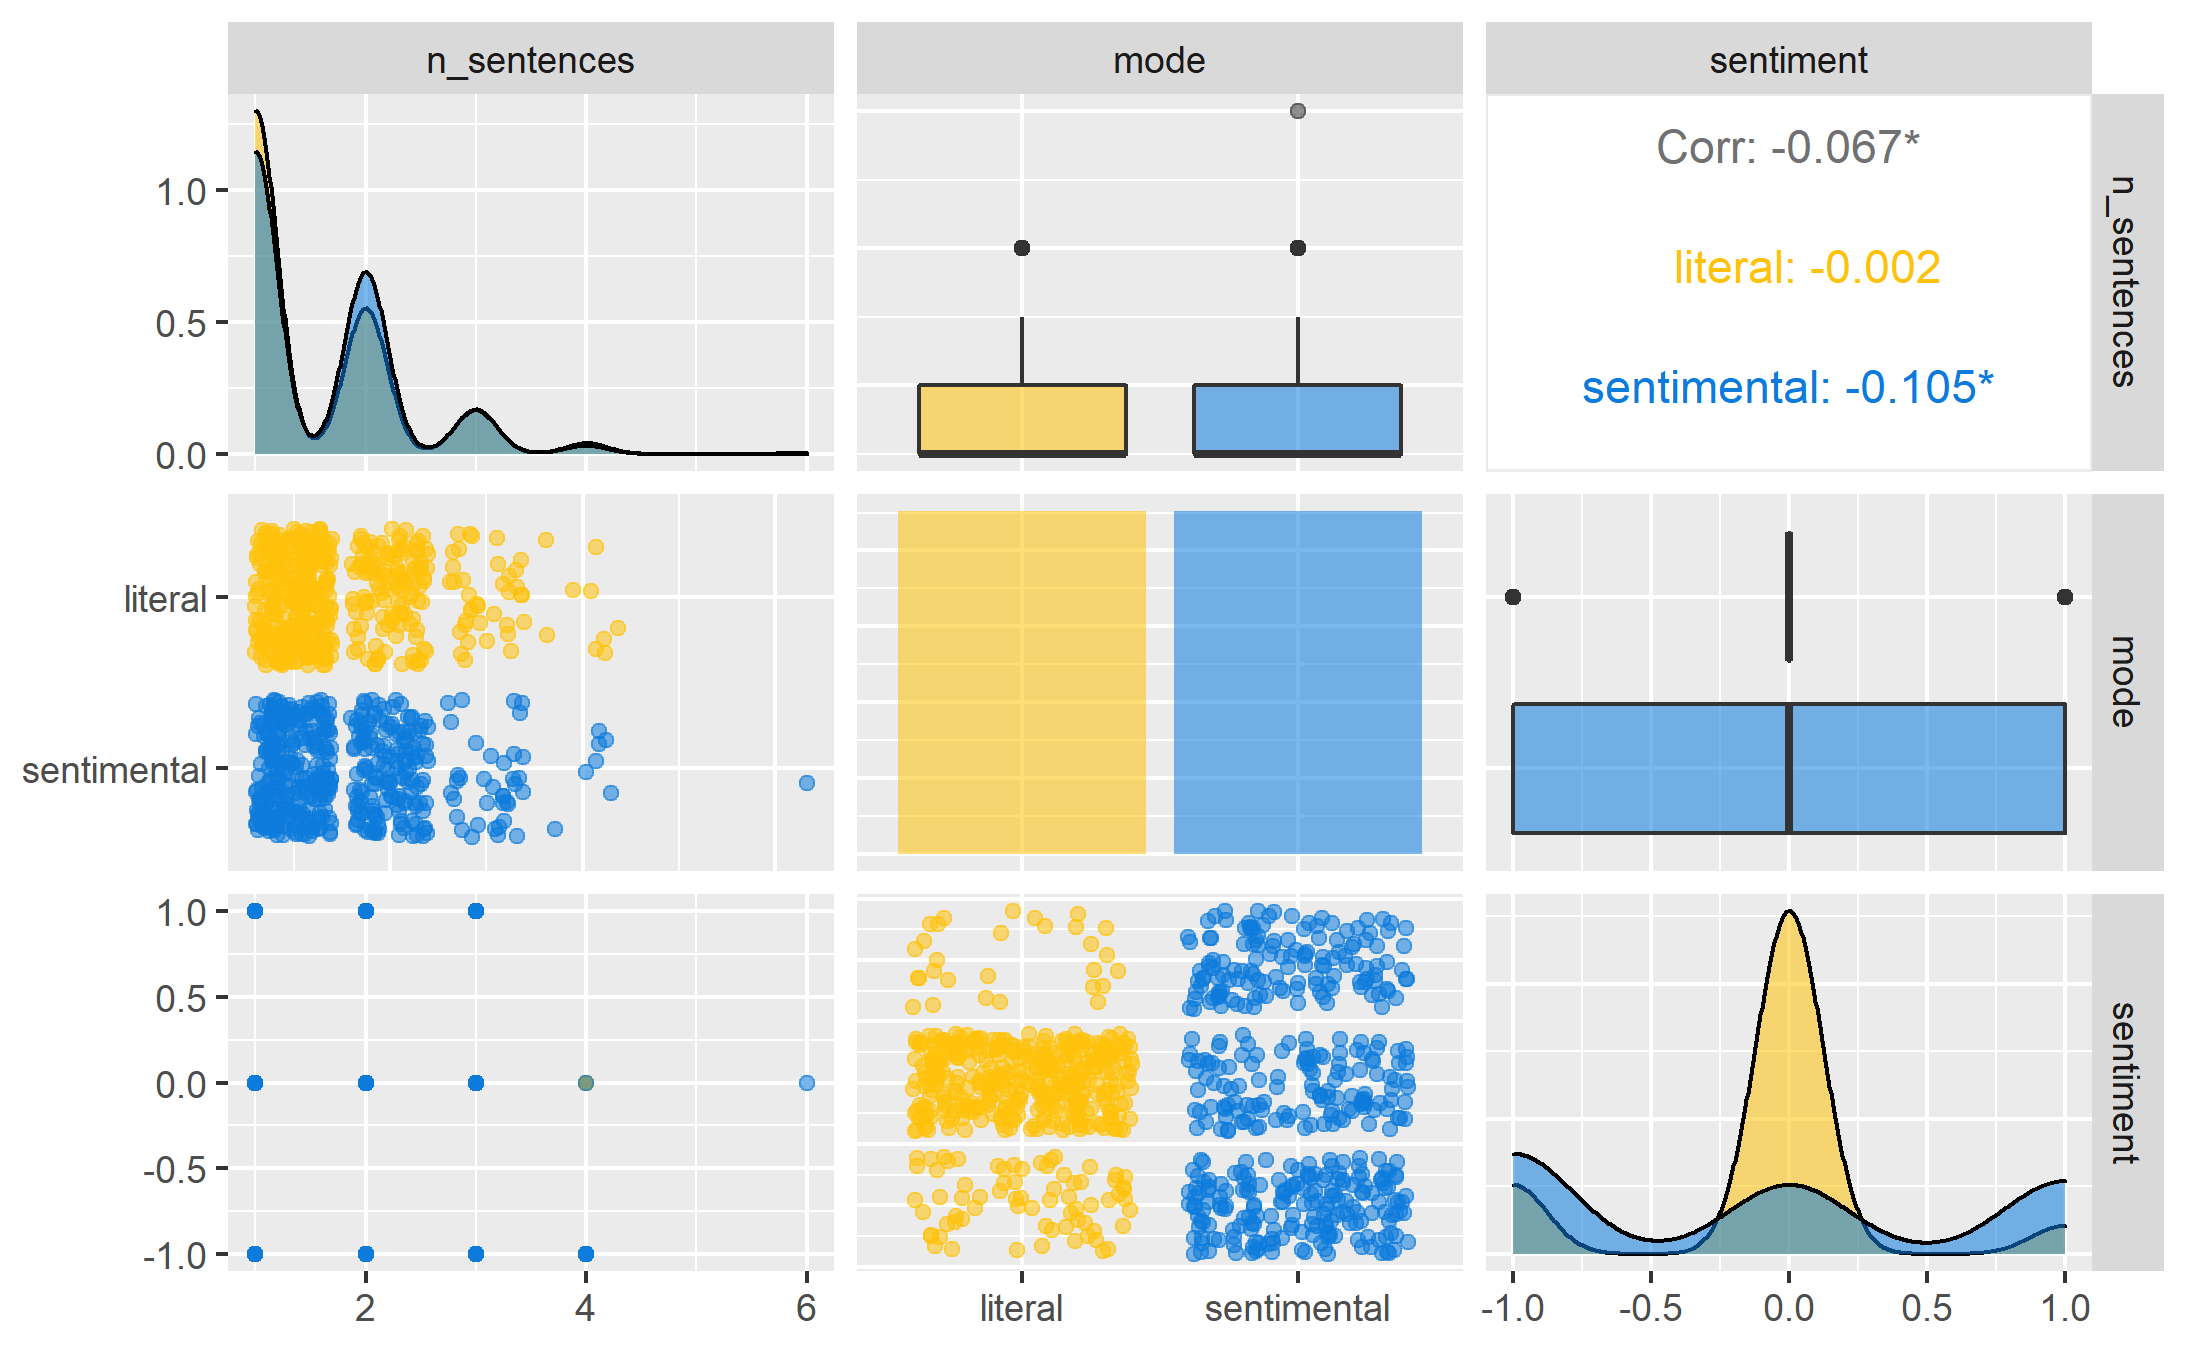 n_sentences
mode
sentiment
1.0
0.5
0.0
Corr: -0.067*
literal: -0.002
sentimental: -0.105*
n_sentences
literal
sentimental
mode
1.0
0.5
0.0
-0.5
-1.0
sentiment
2
4
6
literal
sentimental
-1.0
-0.5
0.0
0.5
1.0